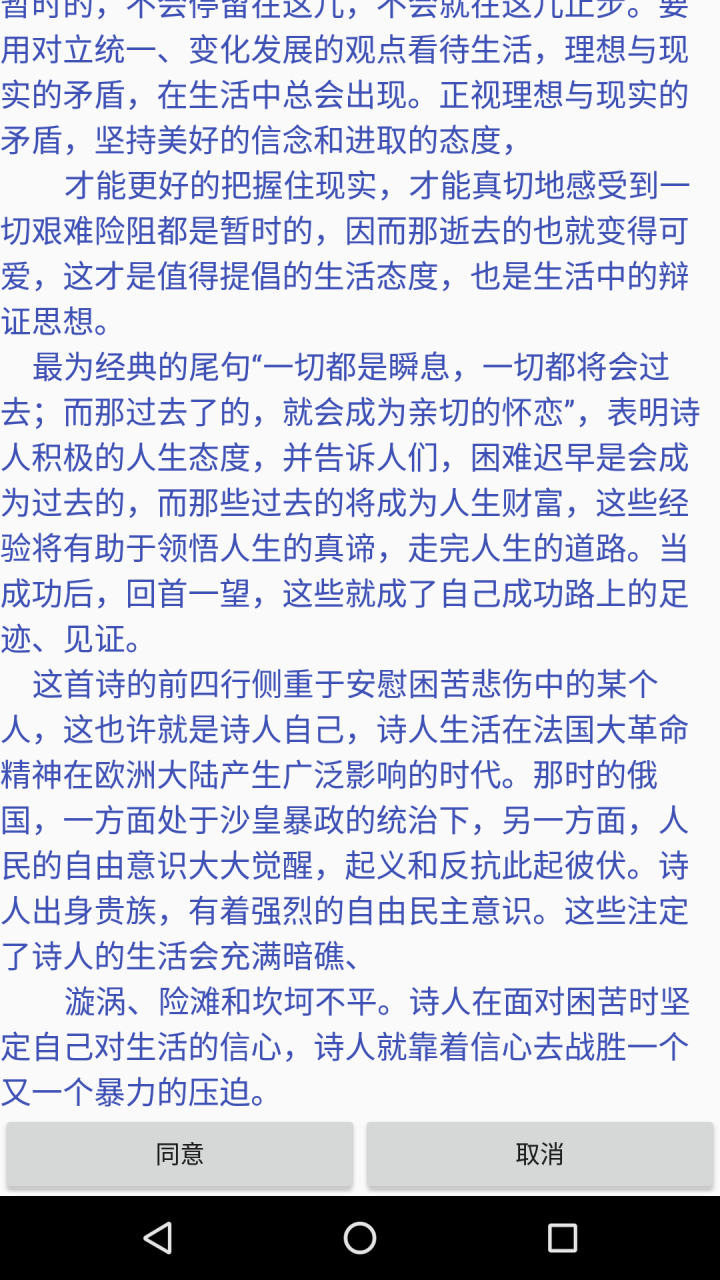 暂时的，不会停留在这儿，不会就在这儿止步。要
用对立统一、变化发展的观点看待生活，理想与现
实的矛盾，在生活中总会出现。正视理想与现实的
矛盾，坚持美好的信念和进取的态度，
才能更好的把握住现实，才能真切地感受到一
切艰难险阻都是暂时的，因而那逝去的也就变得可
爱，这才是值得提倡的生活态度，也是生活中的辩
证思想。
最为经典的尾句“一切都是瞬息，一切都将会过
去；而那过去了的，就会成为亲切的怀恋”，表明诗
人积极的人生态度，并告诉人们，困难迟早是会成
为过去的，而那些过去的将成为人生财富，这些经
验将有助于领悟人生的真谛，走完人生的道路。当
成功后，回首一望，这些就成了自己成功路上的足
迹、见证。
这首诗的前四行侧重于安慰困苦悲伤中的某个
人，这也许就是诗人自己，诗人生活在法国大革命
精神在欧洲大陆产生广泛影响的时代。那时的俄
国，一方面处于沙皇暴政的统治下，另一方面，人
民的自由意识大大觉醒，起义和反抗此起彼伏。诗
人出身贵族，有着强烈的自由民主意识。这些注定
了诗人的生活会充满暗礁、
漩涡、险滩和坎坷不平。诗人在面对困苦时坚
定自己对生活的信心，诗人就靠着信心去战胜一个
又一个暴力的压迫。
同意 取消